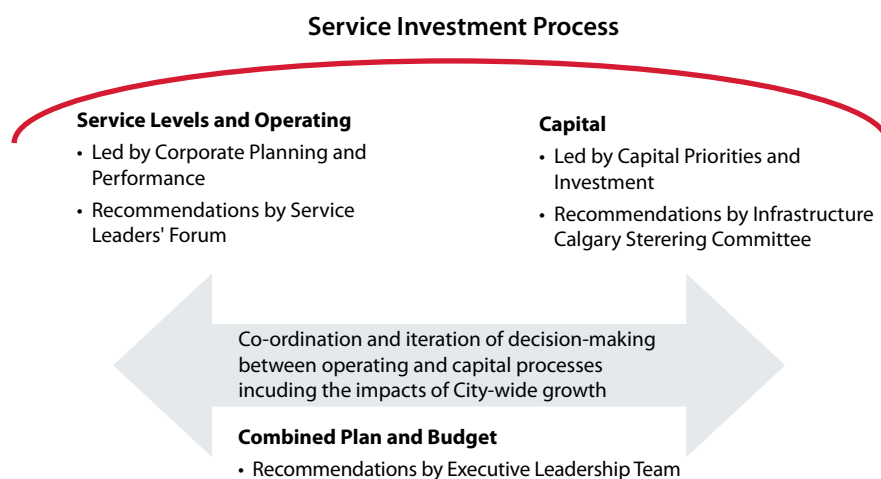 Service Investment Process
Service Levels and Operating
• Led by Corporate Planning and
Performance
• Recommendations by Service
Leaders' Forum
Capital
• Led by Capital Priorities and
Investment
• Recommendations by Infrastructure
Calgary Sterering Committee
Co-ordination and iteration of decision-making
between operating and capital processes
incuding the impacts of City-wide growth
Combined Plan and Budget
• Recommendations by Executive Leadership Team